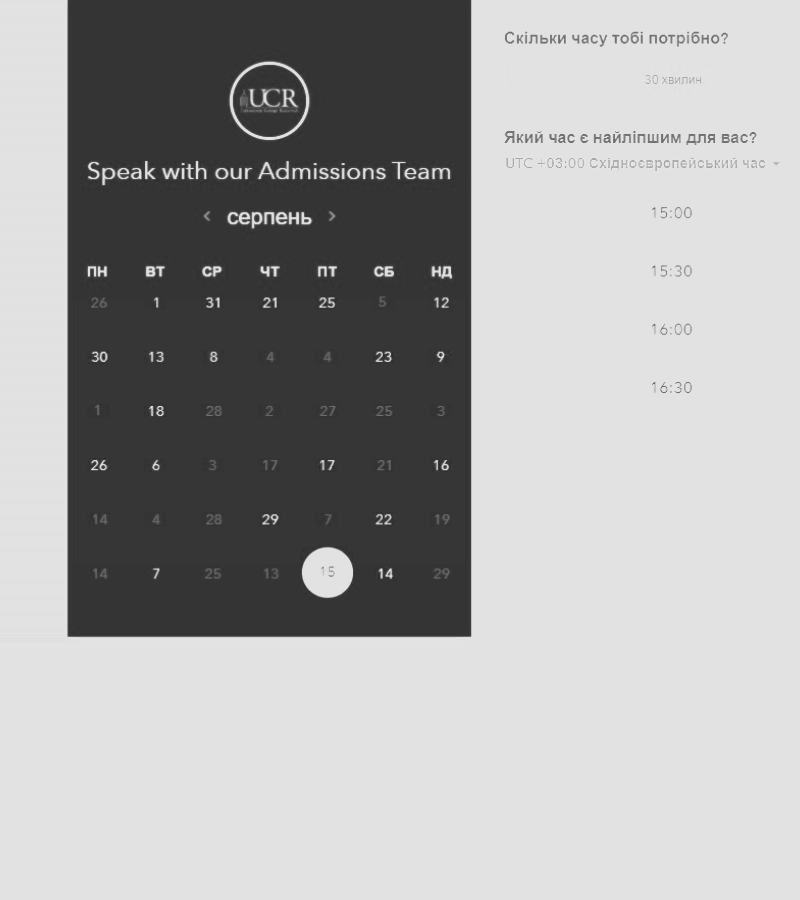 UCR
Speak with our Admissions Team
серпень
ПН ВТ СР ЧТ ПТ СБ НД
26 1 31 21 25 5 12
30 13 8 4 4 23 9
1 18 28 2 27 25 3
26 6 3 17 17 21 16
14 4 28 29 7 22 19
14 7 25 13 15 14 29
Скільки часу тобі потрібно?
30 хвилин
Який час є найліпшим для вас?
UTC +03:00 Східноєвропейський час
15:00
15:30
16:00
16:30